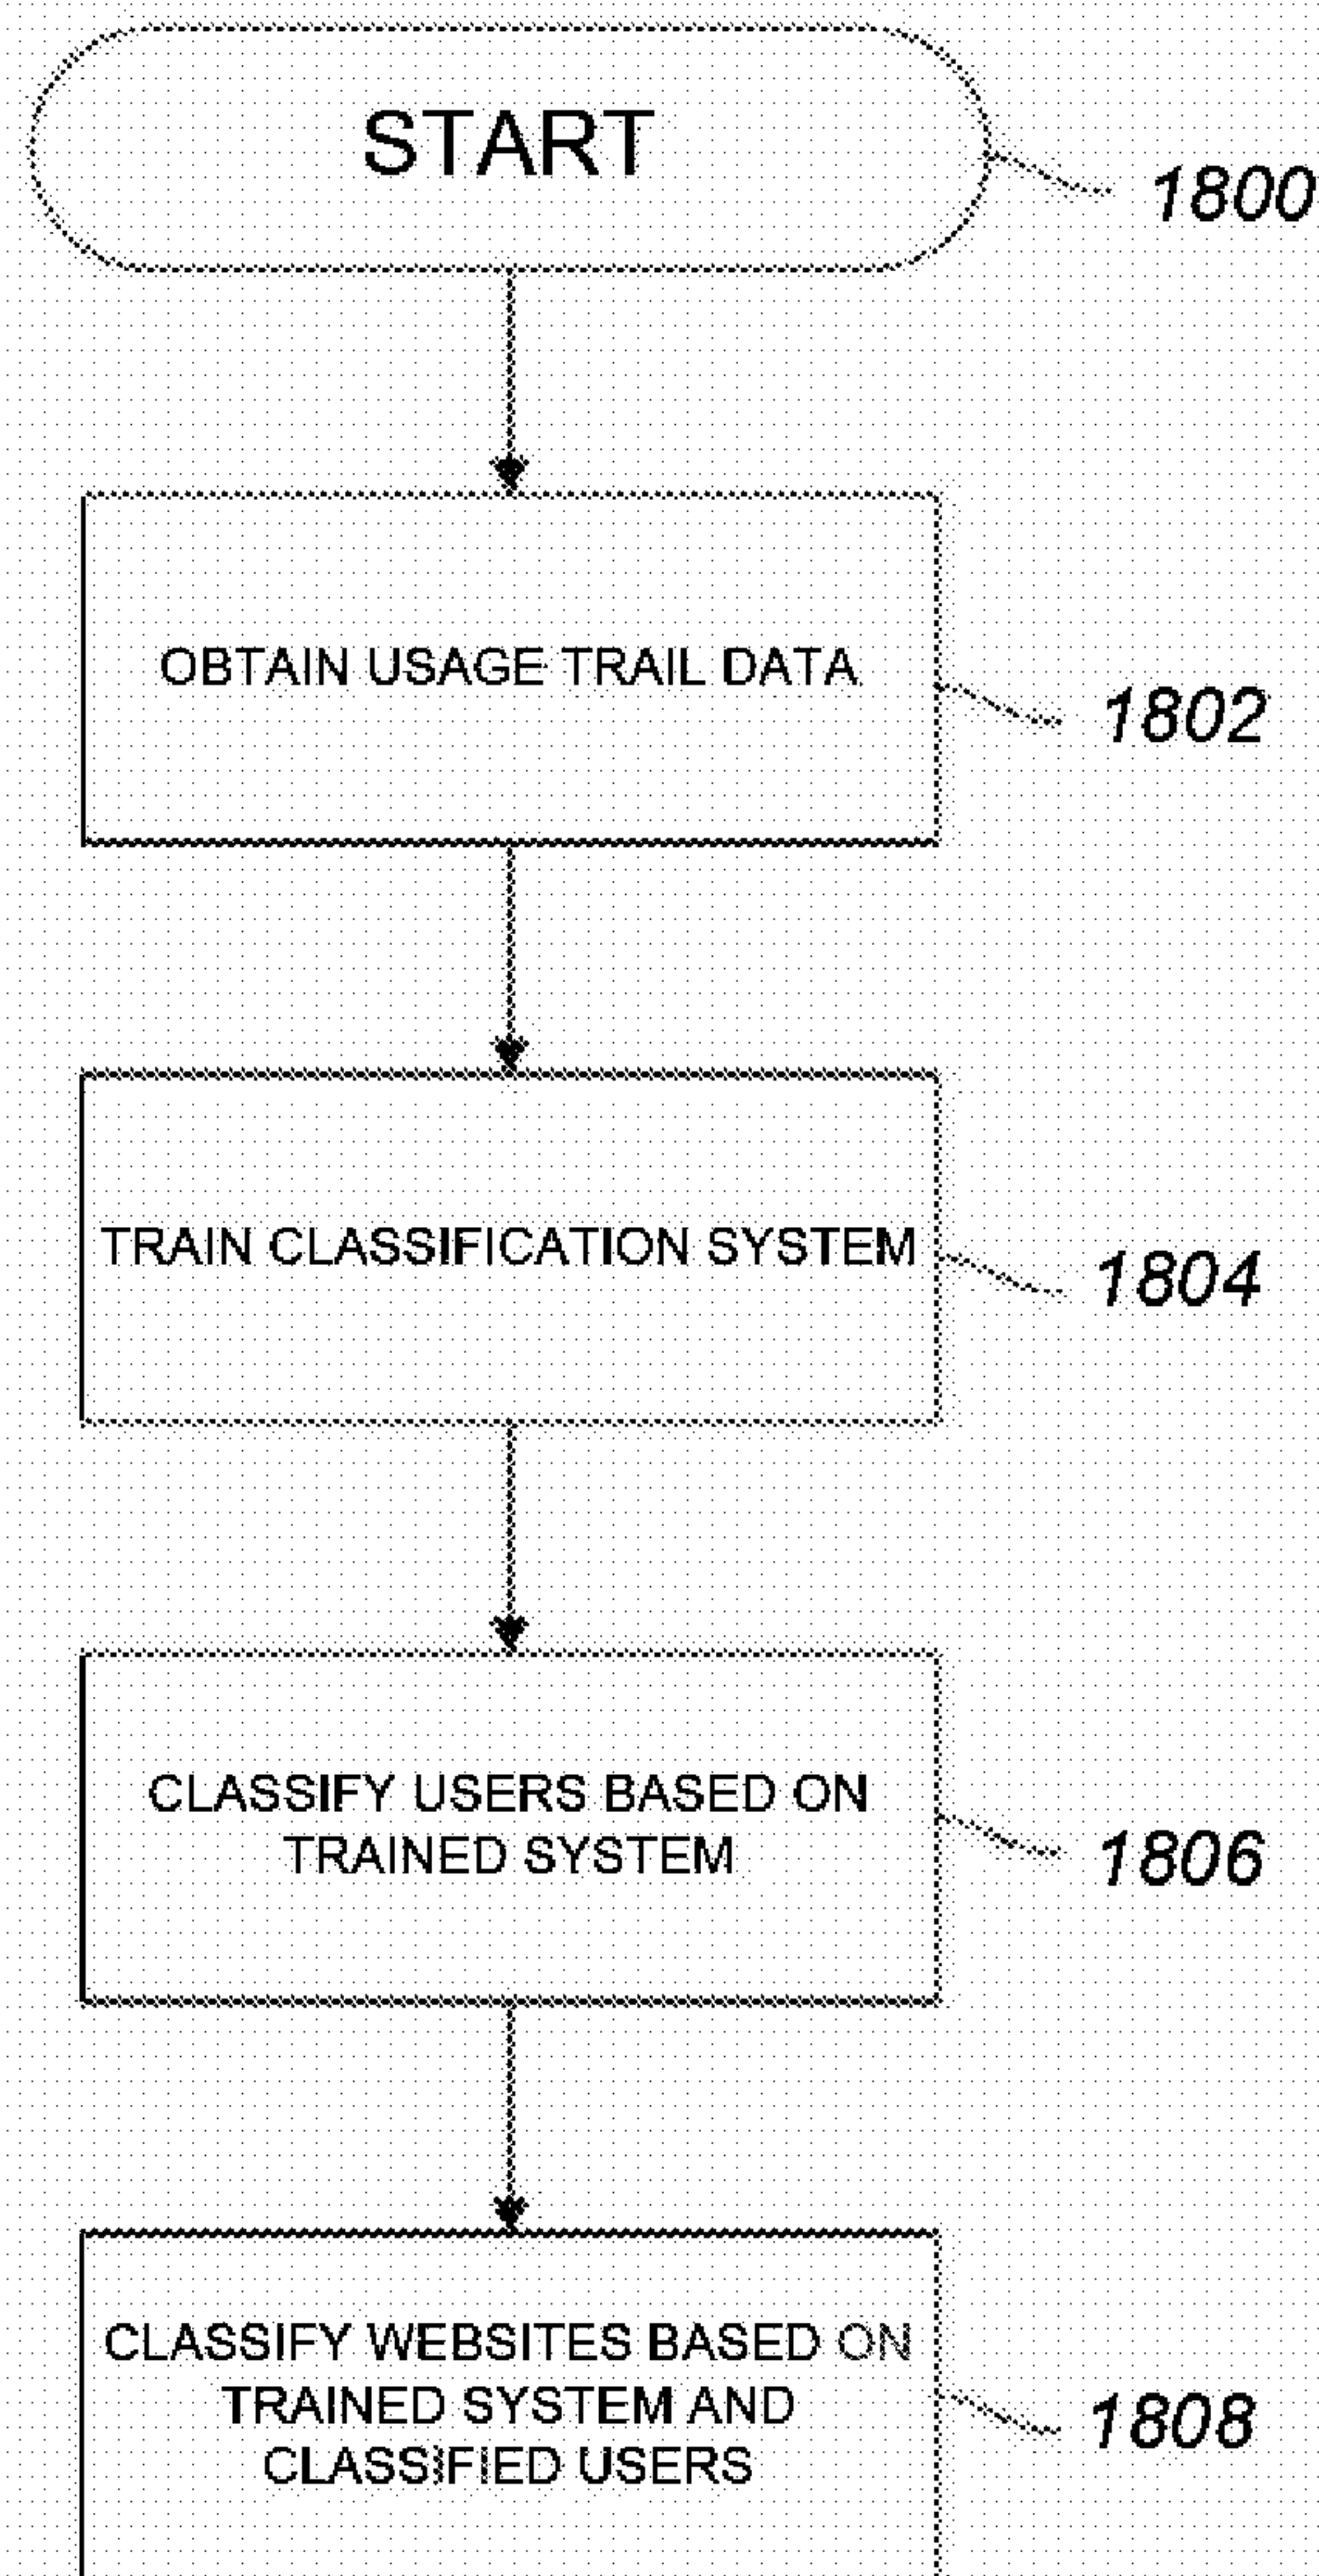 START
1800
OBTAIN USAGE TRAIL DATA
1802
TRAIN CLASSIFICATION SYSTEM
1804
CLASSIFY USERS BASED ON
TRAINED SYSTEM
1806
CLASSIFY WEBSITES BASED ON
TRAINED SYSTEM AND
CLASSIFIED USERS
1808